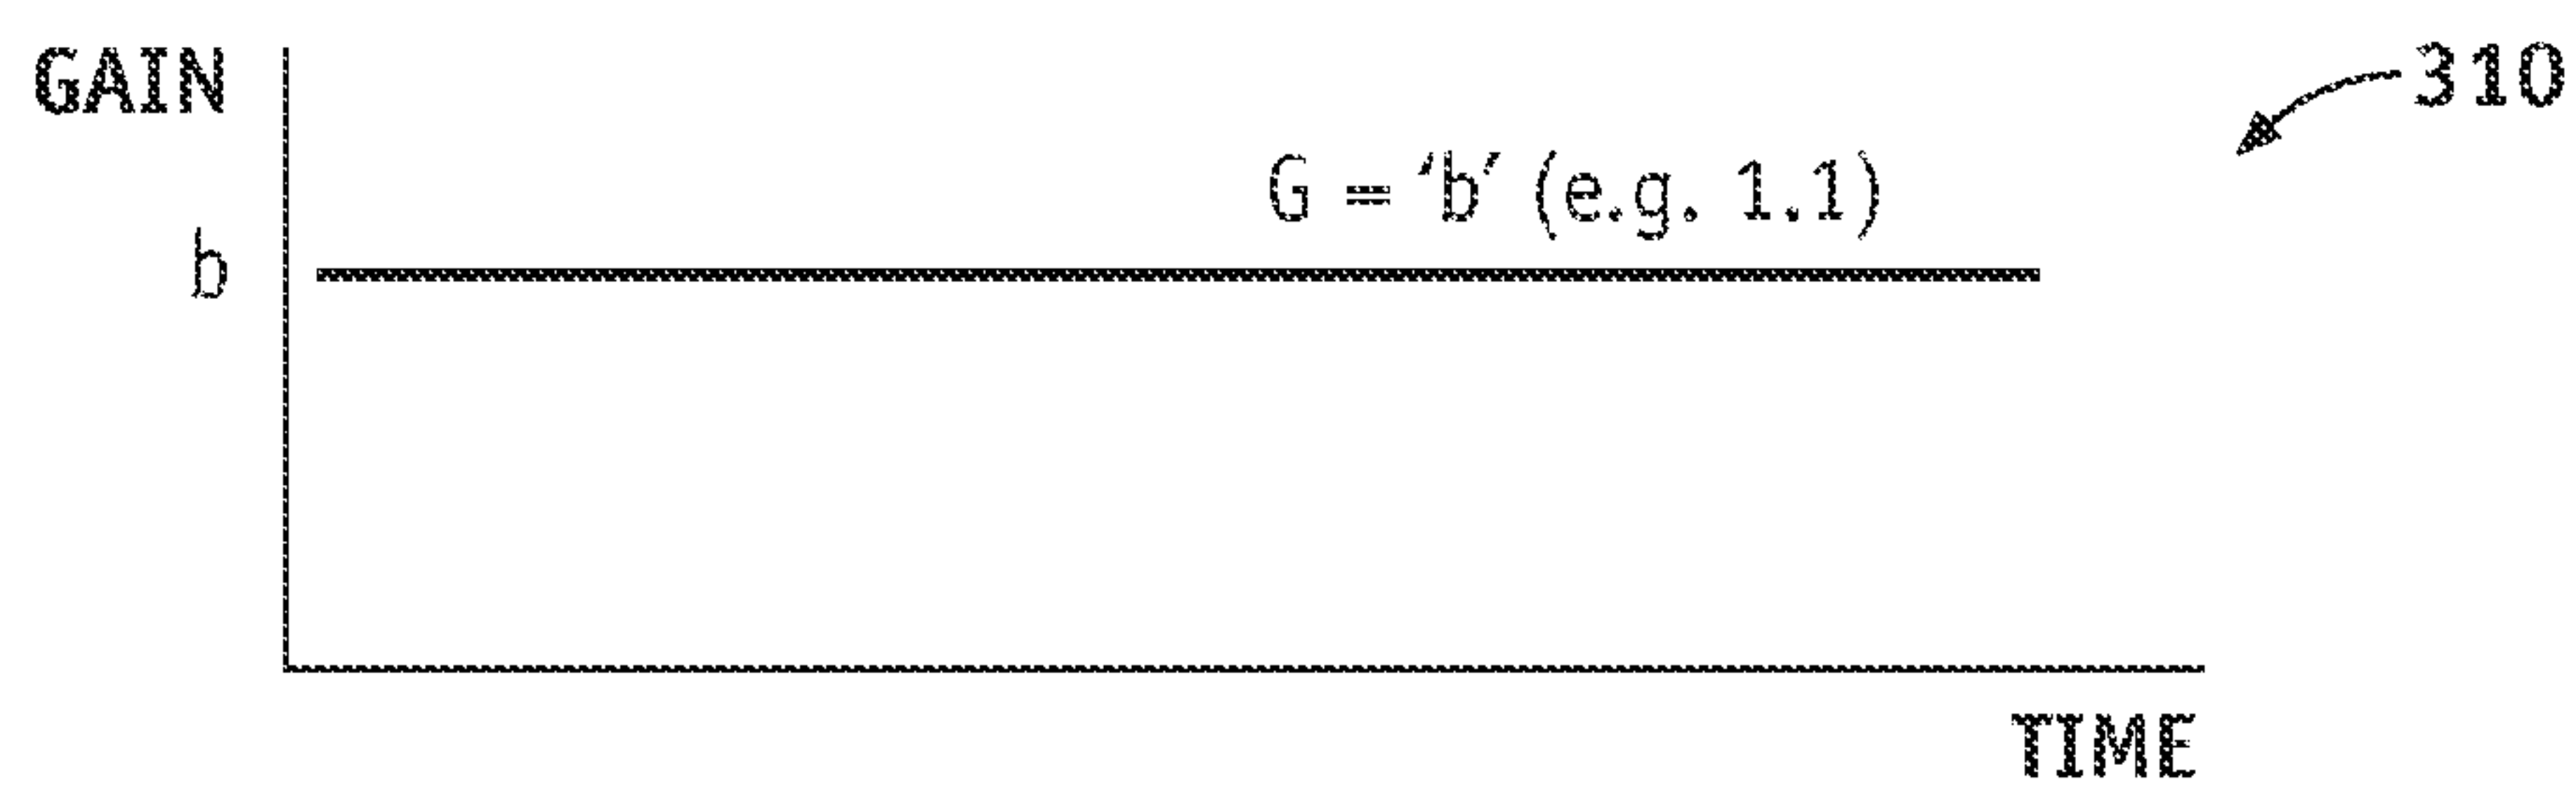 GAIN
310
G = ‘b’ (e.g. 1.1)
b
TIME